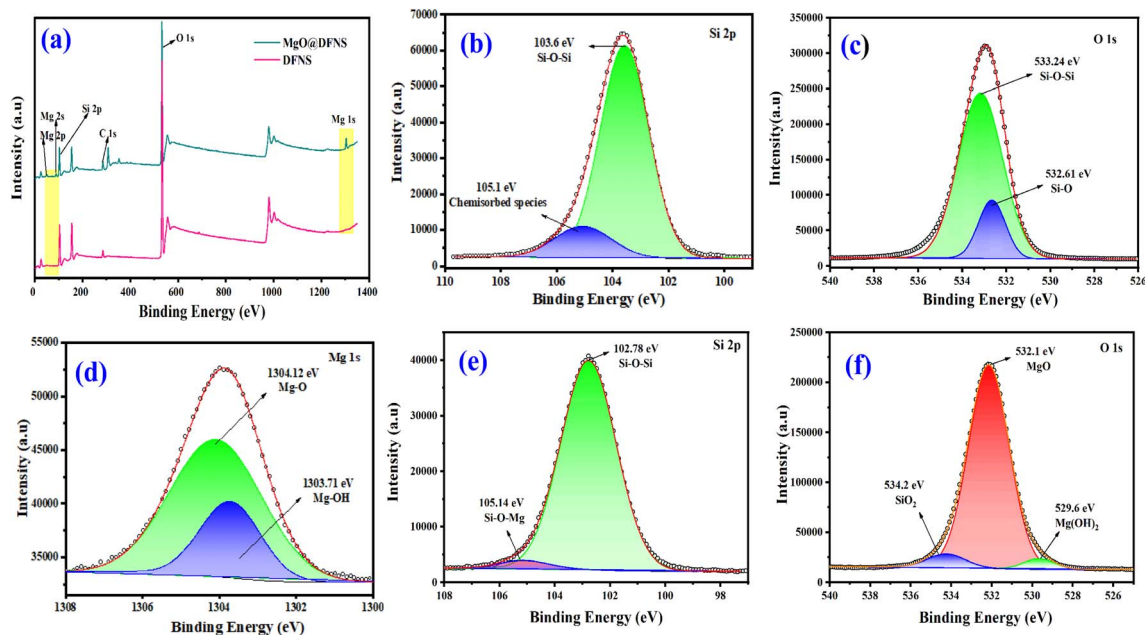 (a)
O 1s
MgO@DFNS
DFNS
Mg 2s
Mg 2p
Si 2p
C 1s
Mg 1s
Intensity (a.u)
0 200 400 600 800 1000 1200 1400
Binding Energy (eV)
(b)
Si 2p
103.6 eV
Si-O-Si
105.1 eV
Chemisorbed species
Intensity (a.u)
70000
60000
50000
40000
30000
20000
10000
0
110 108 106 104 102 100
Binding Energy (eV)
(c)
O 1s
533.24 eV
Si-O-Si
532.61 eV
Si-O
Intensity (a.u)
350000
300000
250000
200000
150000
100000
50000
0
540 538 536 534 532 530 528 526
Binding Energy (eV)
(d)
Mg 1s
1304.12 eV
Mg-O
1303.71 eV
Mg-OH
Intensity (a.u)
55000
50000
45000
40000
35000
1308 1306 1304 1302 1300
Binding Energy (eV)
(e)
Si 2p
102.78 eV
Si-O-Si
105.14 eV
Si-O-Mg
Intensity (a.u)
40000
30000
20000
10000
0
108 106 104 102 100 98 96
Binding Energy (eV)
(f)
O 1s
532.1 eV
MgO
534.2 eV
SiO2
529.6 eV
Mg(OH)2
Intensity (a.u)
250000
200000
150000
100000
50000
0
540 538 536 534 532 530 528 526
Binding Energy (eV)